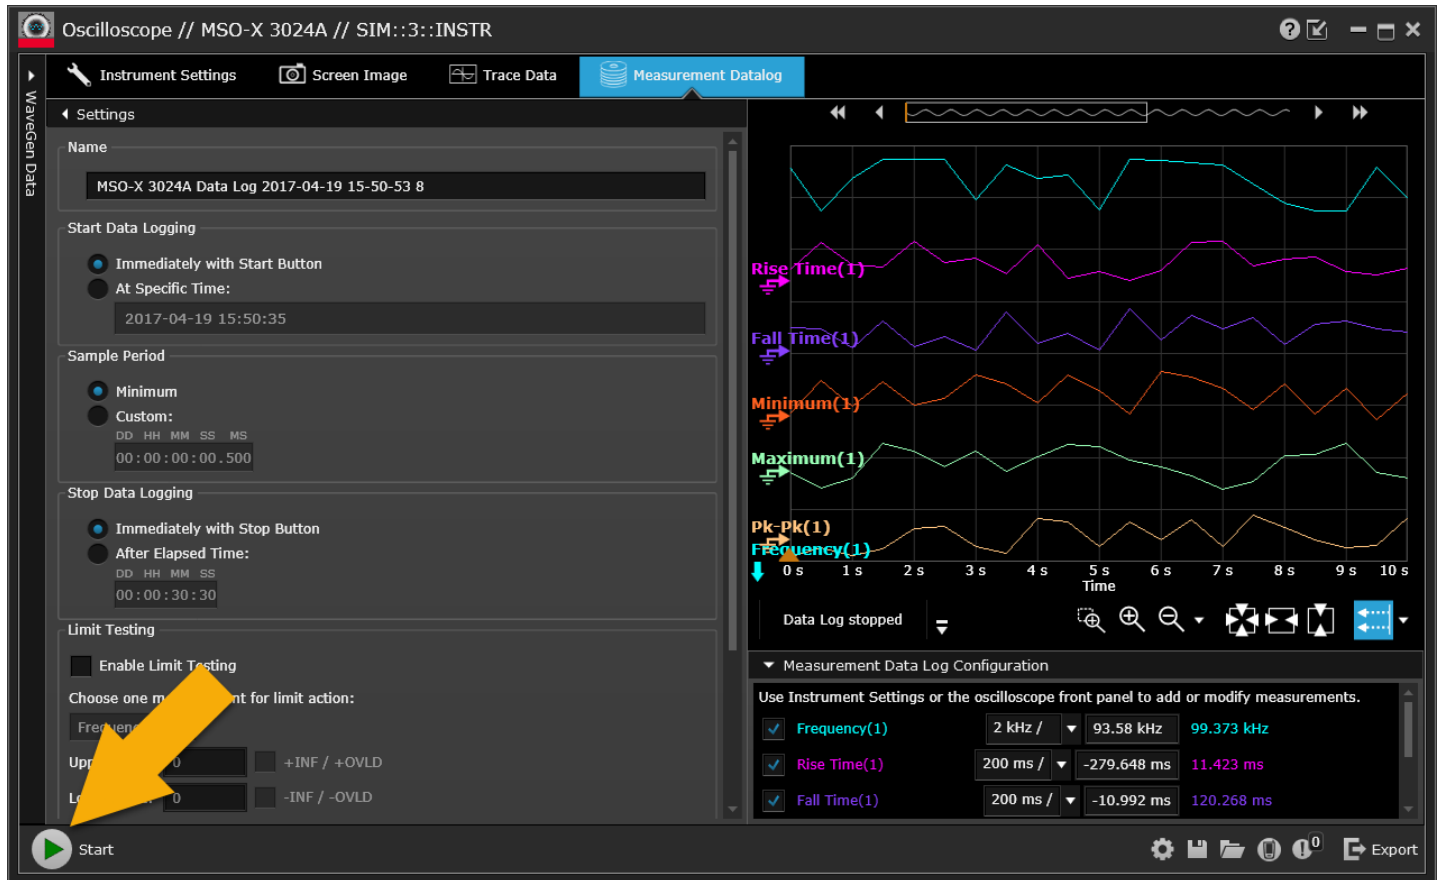 Oscilloscope // MSO-X 3024A // SIM::3::INSTR
Instrument Settings
Screen Image
Trace Data
Measurement Datalog
WaveGen Data
Settings
Name
MSO-X 3024A Data Log 2017-04-19 15-50-53 8
Start Data Logging
Immediately with Start Button
At Specific Time:
2017-04-19 15:50:35
Sample Period
Minimum
Custom:
DD HH MM SS MS
00:00:00:00.500
Stop Data Logging
Immediately with Stop Button
After Elapsed Time:
DD HH MM SS
00:00:30:30
Limit Testing
Enable Limit Testing
Choose one m nt for limit action:
Frequen
Upp 0 +INF / +OVLD
L 0 -INF / -OVLD
Start
Rise Time(1)
Fall Time(1)
Minimum(1)
Maximum(1)
Pk-Pk(1)
Frequency(1)
0 s 1 s 2 s 3 s 4 s 5 s 6 s 7 s 8 s 9 s 10 s
Time
Data Log stopped
Measurement Data Log Configuration
Use Instrument Settings or the oscilloscope front panel to add or modify measurements.
Frequency(1) 2 kHz / 93.58 kHz 99.373 kHz
Rise Time(1) 200 ms / -279.648 ms 11.423 ms
Fall Time(1) 200 ms / -10.992 ms 120.268 ms
0
Export